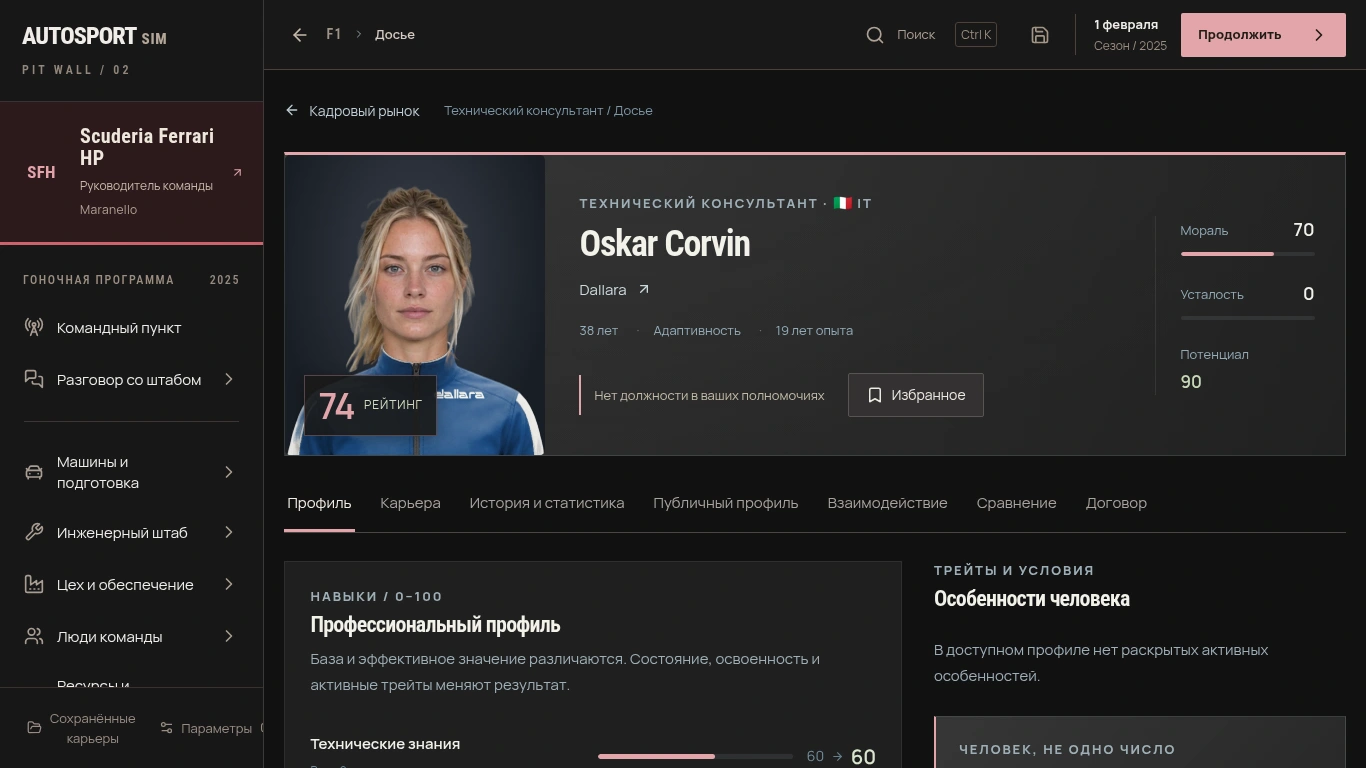 AUTOSPORT SIM
PIT WALL / 02
F1
Досье
Поиск
Ctrl K
1 февраля
Сезон / 2025
Продолжить
SFH
Scuderia Ferrari
HP
Руководитель команды
Maranello
ГОНОЧНАЯ ПРОГРАММА
2025
Командный пункт
Разговор со штабом
Машины и
подготовка
Инженерный штаб
Цех и обеспечение
Люди команды
Ресурсы и
Сохранённые
карьеры
Параметры
Кадровый рынок
Технический консультант / Досье
dallara
74 РЕЙТИНГ
ТЕХНИЧЕСКИЙ КОНСУЛЬТАНТ · 🇮🇹 IT
Oskar Corvin
Dallara
38 лет · Адаптивность · 19 лет опыта
Нет должности в ваших полномочиях
Избранное
Мораль 70
Усталость 0
Потенциал
90
Профиль
Карьера
История и статистика
Публичный профиль
Взаимодействие
Сравнение
Договор
НАВЫКИ / 0–100
Профессиональный профиль
База и эффективное значение различаются. Состояние, освоенность и
активные трейты меняют результат.
Технические знания
60 → 60
ТРЕЙТЫ И УСЛОВИЯ
Особенности человека
В доступном профиле нет раскрытых активных
особенностей.
ЧЕЛОВЕК, НЕ ОДНО ЧИСЛО